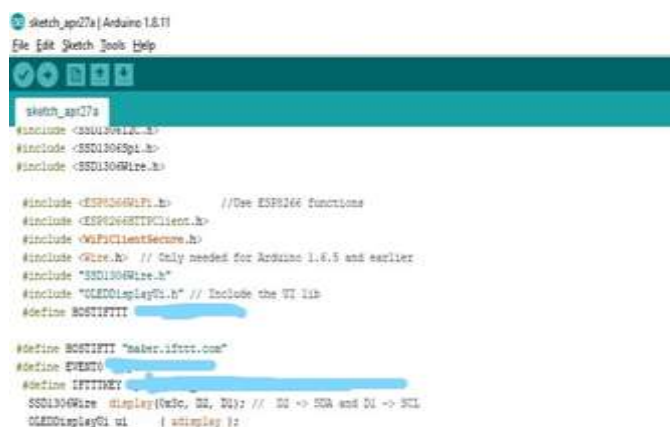 sketch_apr27a | Arduino 1.8.11
File Edit Sketch Tools Help
sketch_apr27a
#include <SSD1306I2C.h>
#include <SSD1306Spi.h>
#include <SSD1306Wire.h>
#include <ESP8266WiFi.h> //Use ESP8266 functions
#include <ESP8266HTTPClient.h>
#include <WiFiClientSecure.h>
#include <Wire.h> // Only needed for Arduino 1.6.5 and earlier
#include "SSD1306Wire.h"
#include "OLEDDisplayUi.h" // Include the UI lib
#define HOSTIFTTT
#define HOSTIFTT "maker.ifttt.com"
#define EVENTO
#define IFTTTKEY
SSD1306Wire display(0x3c, D2, D1); // D2 -> SDA and D1 -> SCL
OLEDDisplayUi ui ( &display );